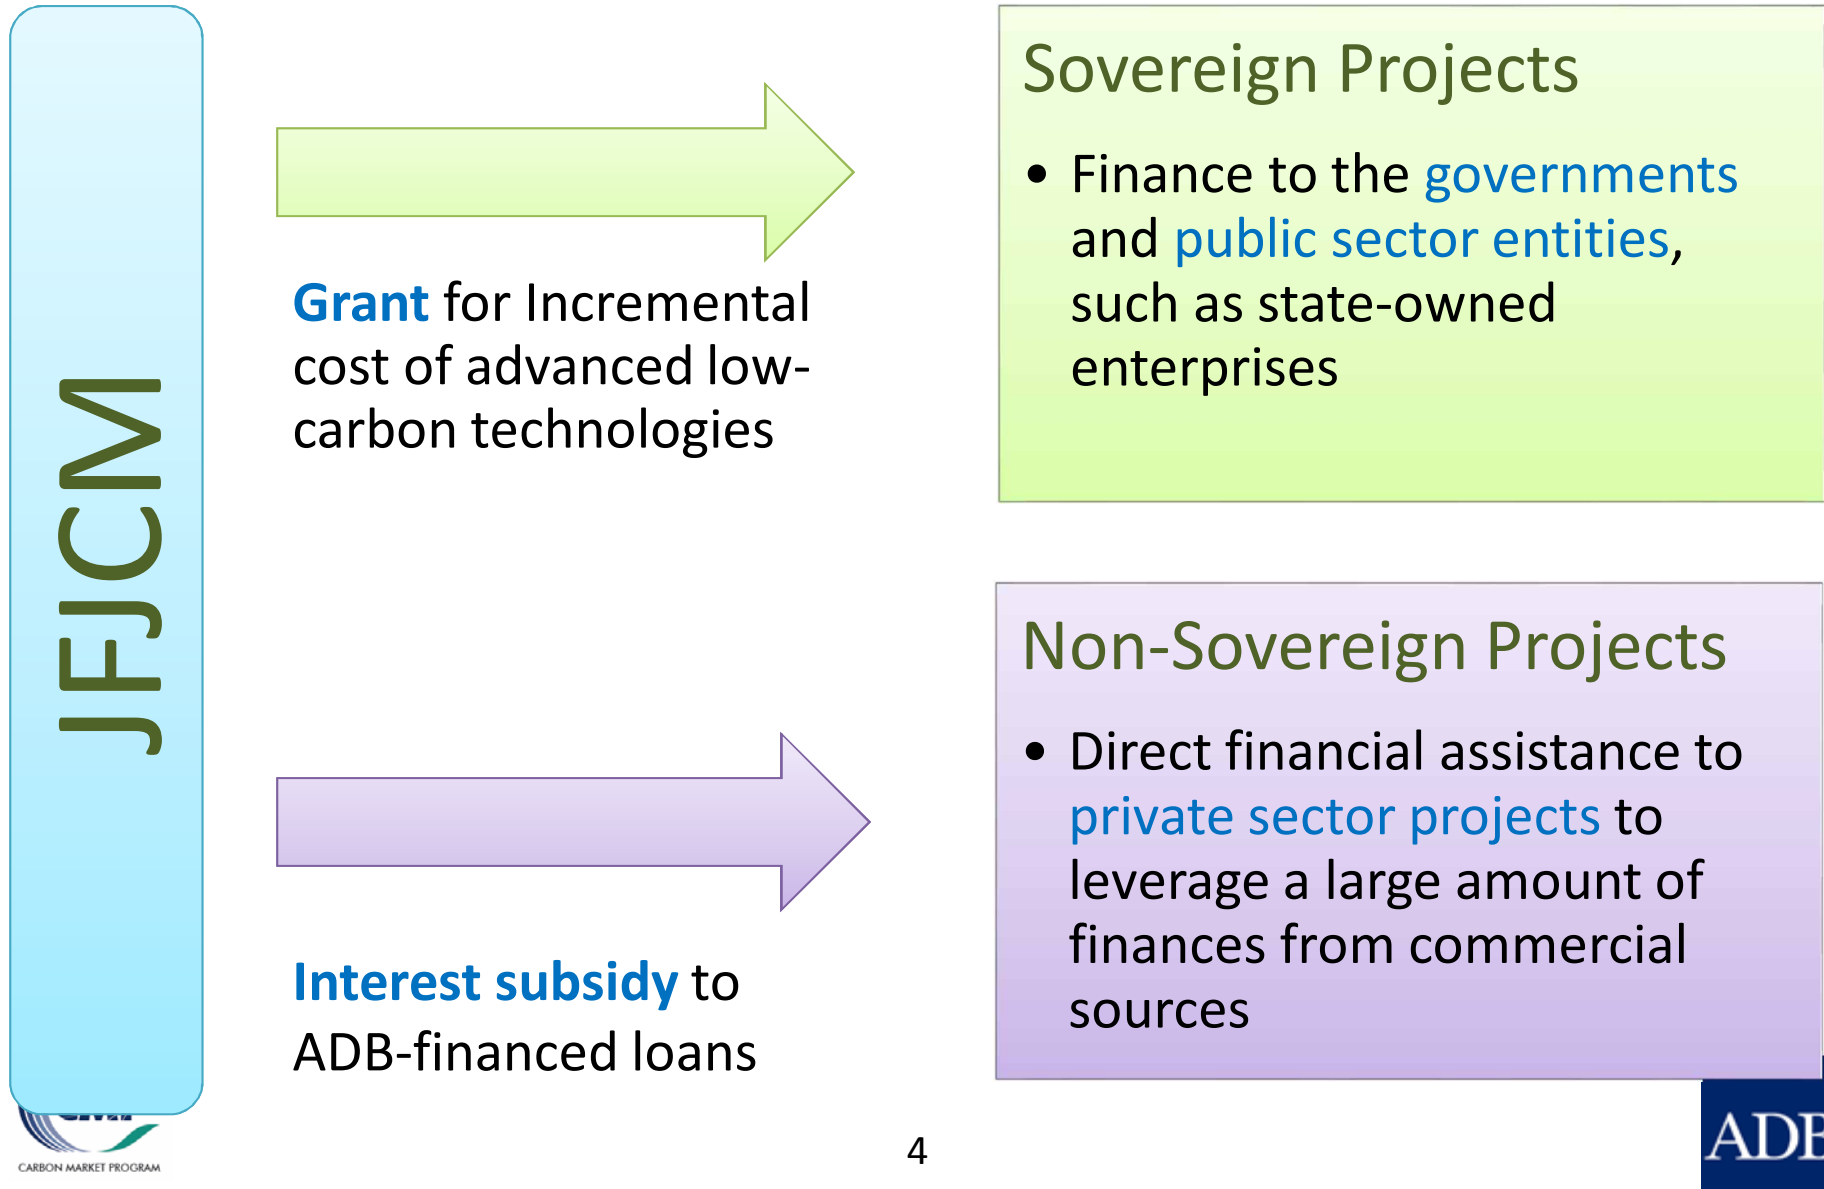 JFJCM
Grant for Incremental
cost of advanced low-
carbon technologies
Sovereign Projects
• Finance to the governments
and public sector entities,
such as state-owned
enterprises
Interest subsidy to
ADB-financed loans
Non-Sovereign Projects
• Direct financial assistance to
private sector projects to
leverage a large amount of
finances from commercial
sources
CARBON MARKET PROGRAM
4
ADB